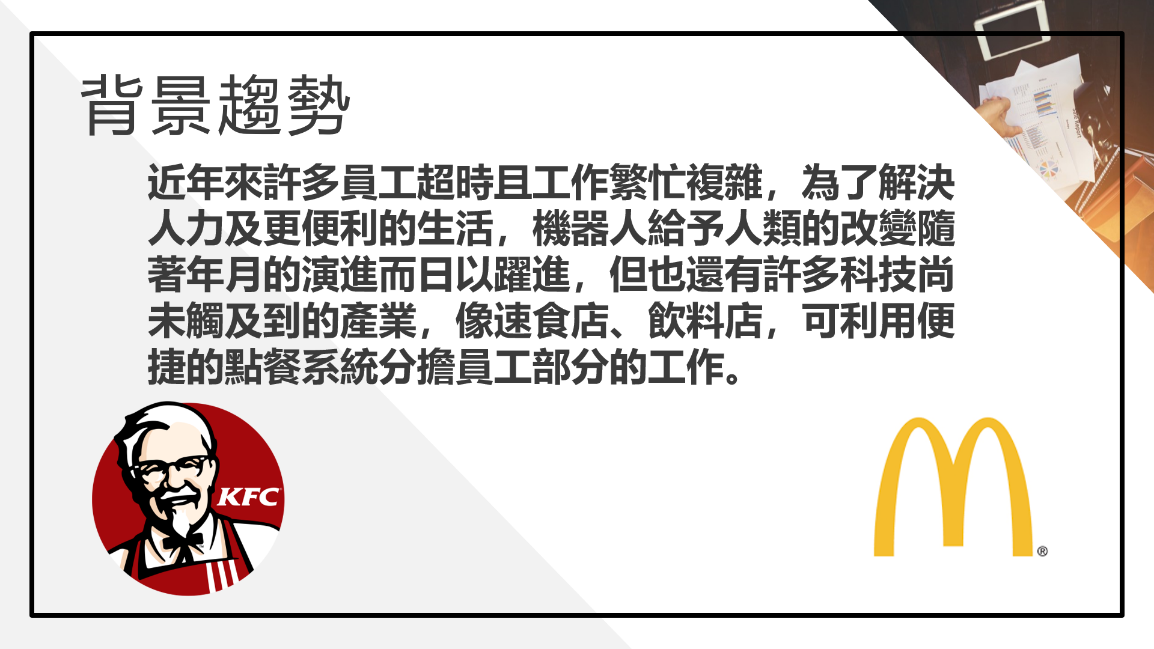 背景趨勢
近年來許多員工超時且工作繁忙複雜，為了解決
人力及更便利的生活，機器人給予人類的改變隨
著年月的演進而日以躍進，但也還有許多科技尚
未觸及到的產業，像速食店、飲料店，可利用便
捷的點餐系統分擔員工部分的工作。
KFC
®